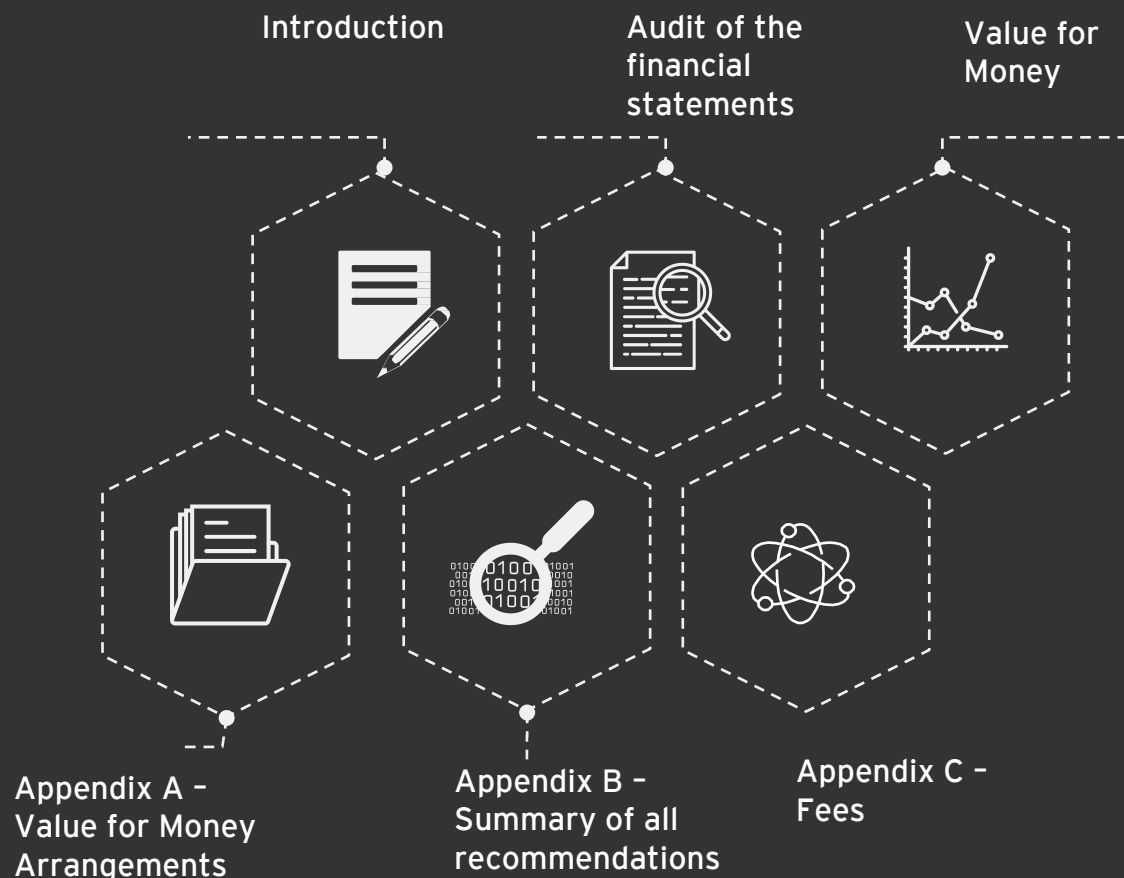 Introduction
Audit of the
financial
statements
Value for
Money
Appendix A –
Value for Money
Arrangements
Appendix B –
Summary of all
recommendations
Appendix C –
Fees